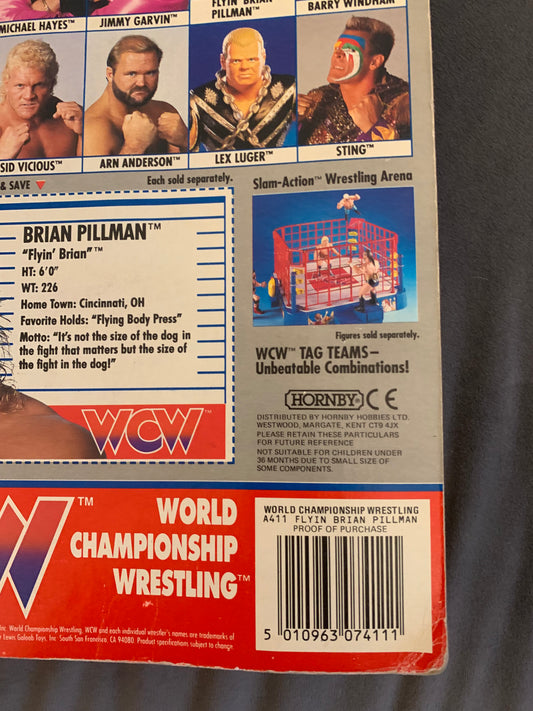 MICHAEL HAYES™
JIMMY GARVIN™
FLYIN' BRIAN
PILLMAN™
BARRY WINDHAM™
SID VICIOUS™
ARN ANDERSON™
LEX LUGER™
STING™
& SAVE
Each sold separately.
BRIAN PILLMAN™
"Flyin' Brian"™
HT: 6'0"
WT: 226
Home Town: Cincinnati, OH
Favorite Holds: "Flying Body Press"
Motto: "It's not the size of the dog in
the fight that matters but the size of
the fight in the dog!"
WCW™
Slam-Action™ Wrestling Arena
Figures sold separately.
WCW™ TAG TEAMS–
Unbeatable Combinations!
HORNBY® CE
DISTRIBUTED BY HORNBY HOBBIES LTD.
WESTWOOD, MARGATE, KENT CT9 4JX
PLEASE RETAIN THESE PARTICULARS
FOR FUTURE REFERENCE
NOT SUITABLE FOR CHILDREN UNDER
36 MONTHS DUE TO SMALL SIZE OF
SOME COMPONENTS.
™
WORLD
CHAMPIONSHIP
WRESTLING™
WORLD CHAMPIONSHIP WRESTLING
A411 FLYIN BRIAN PILLMAN
PROOF OF PURCHASE
5 010963 074111
Inc. World Championship Wrestling, WCW and each individual wrestler's names are trademarks of
Lewis Galoob Toys, Inc. South San Francisco, CA 94080. Product specifications subject to change.